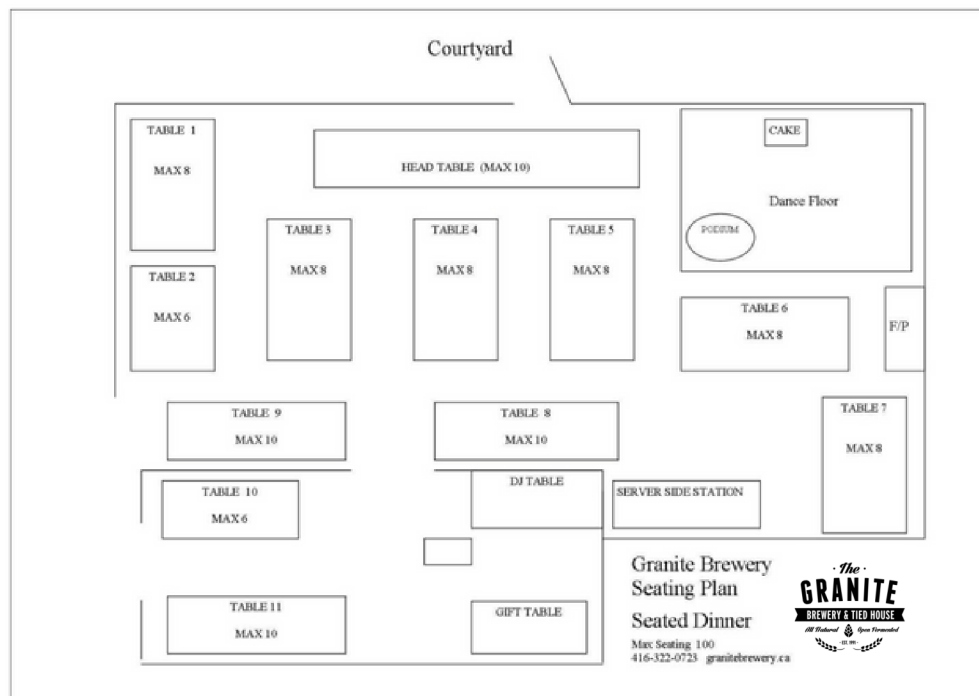 Courtyard
TABLE 1
MAX 8
HEAD TABLE (MAX 10)
CAKE
Dance Floor
PODIUM
TABLE 2
MAX 6
TABLE 3
MAX 8
TABLE 4
MAX 8
TABLE 5
MAX 8
TABLE 6
MAX 8
F/P
TABLE 9
MAX 10
TABLE 8
MAX 10
TABLE 7
MAX 8
TABLE 10
MAX 6
DJ TABLE
SERVER SIDE STATION
TABLE 11
MAX 10
GIFT TABLE
Granite Brewery
Seating Plan
Seated Dinner
Max Seating 100
416-322-0723 granitebrewery.ca
The
GRANITE
BREWERY & TIED HOUSE
All Natural Open Fermented